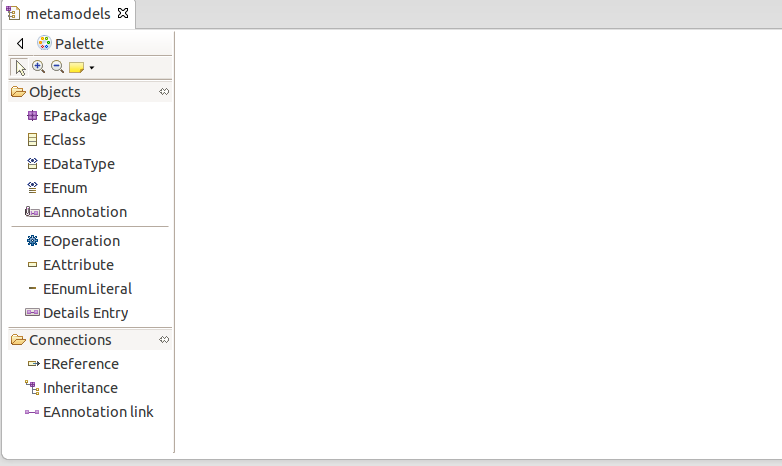 metamodels
Palette
Objects
EPackage
EClass
EDataType
EEnum
EAnnotation
EOperation
EAttribute
EEnumLiteral
Details Entry
Connections
EReference
Inheritance
EAnnotation link